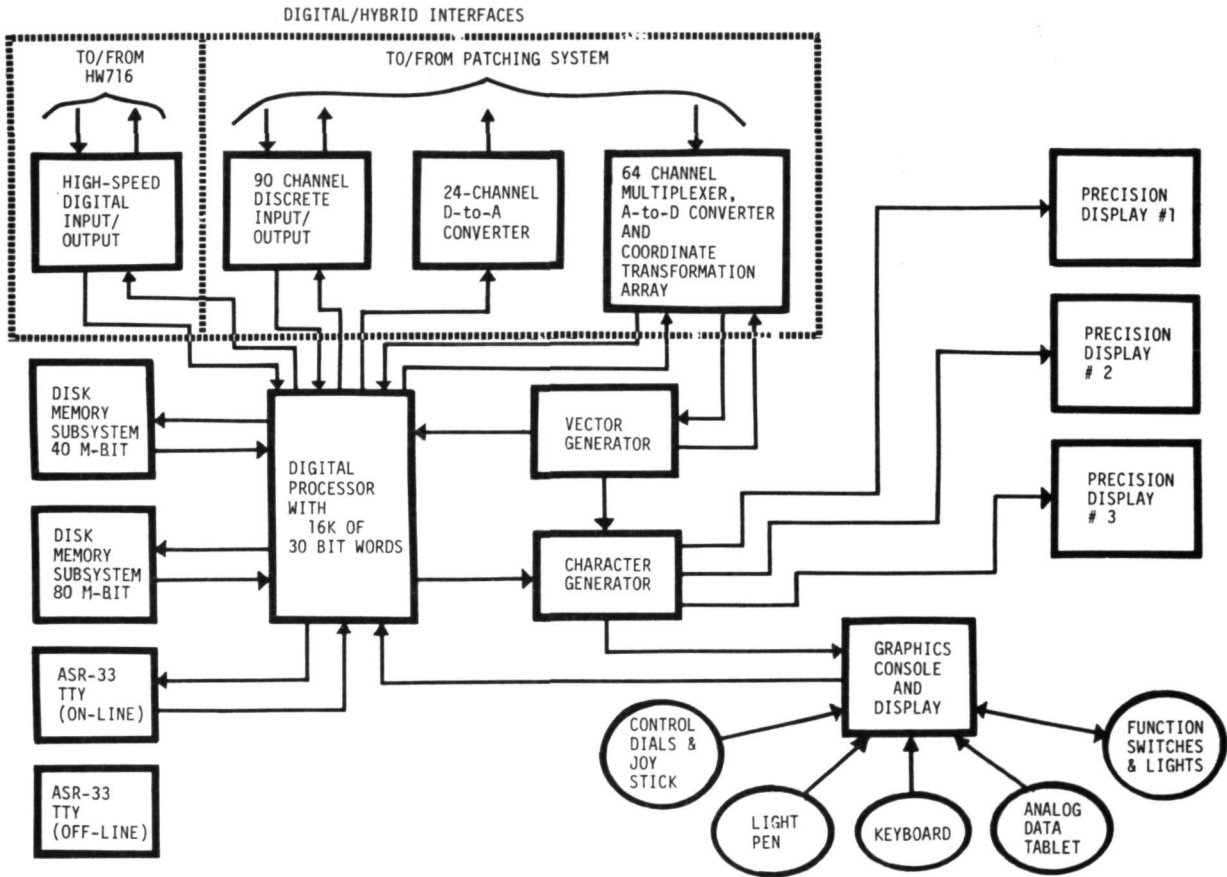 DIGITAL/HYBRID INTERFACES
TO/FROM
HW716
TO/FROM PATCHING SYSTEM
HIGH-SPEED
DIGITAL
INPUT/
OUTPUT
90 CHANNEL
DISCRETE
INPUT/
OUTPUT
24-CHANNEL
D-to-A
CONVERTER
64 CHANNEL
MULTIPLEXER,
A-to-D CONVERTER
AND
COORDINATE
TRANSFORMATION
ARRAY
PRECISION
DISPLAY #1
PRECISION
DISPLAY
# 2
PRECISION
DISPLAY
# 3
DISK
MEMORY
SUBSYSTEM
40 M-BIT
DISK
MEMORY
SUBSYSTEM
80 M-BIT
DIGITAL
PROCESSOR
WITH
16K OF
30 BIT WORDS
VECTOR
GENERATOR
CHARACTER
GENERATOR
ASR-33
TTY
(ON-LINE)
ASR-33
TTY
(OFF-LINE)
GRAPHICS
CONSOLE
AND
DISPLAY
CONTROL
DIALS &
JOY
STICK
LIGHT
PEN
KEYBOARD
ANALOG
DATA
TABLET
FUNCTION
SWITCHES
& LIGHTS